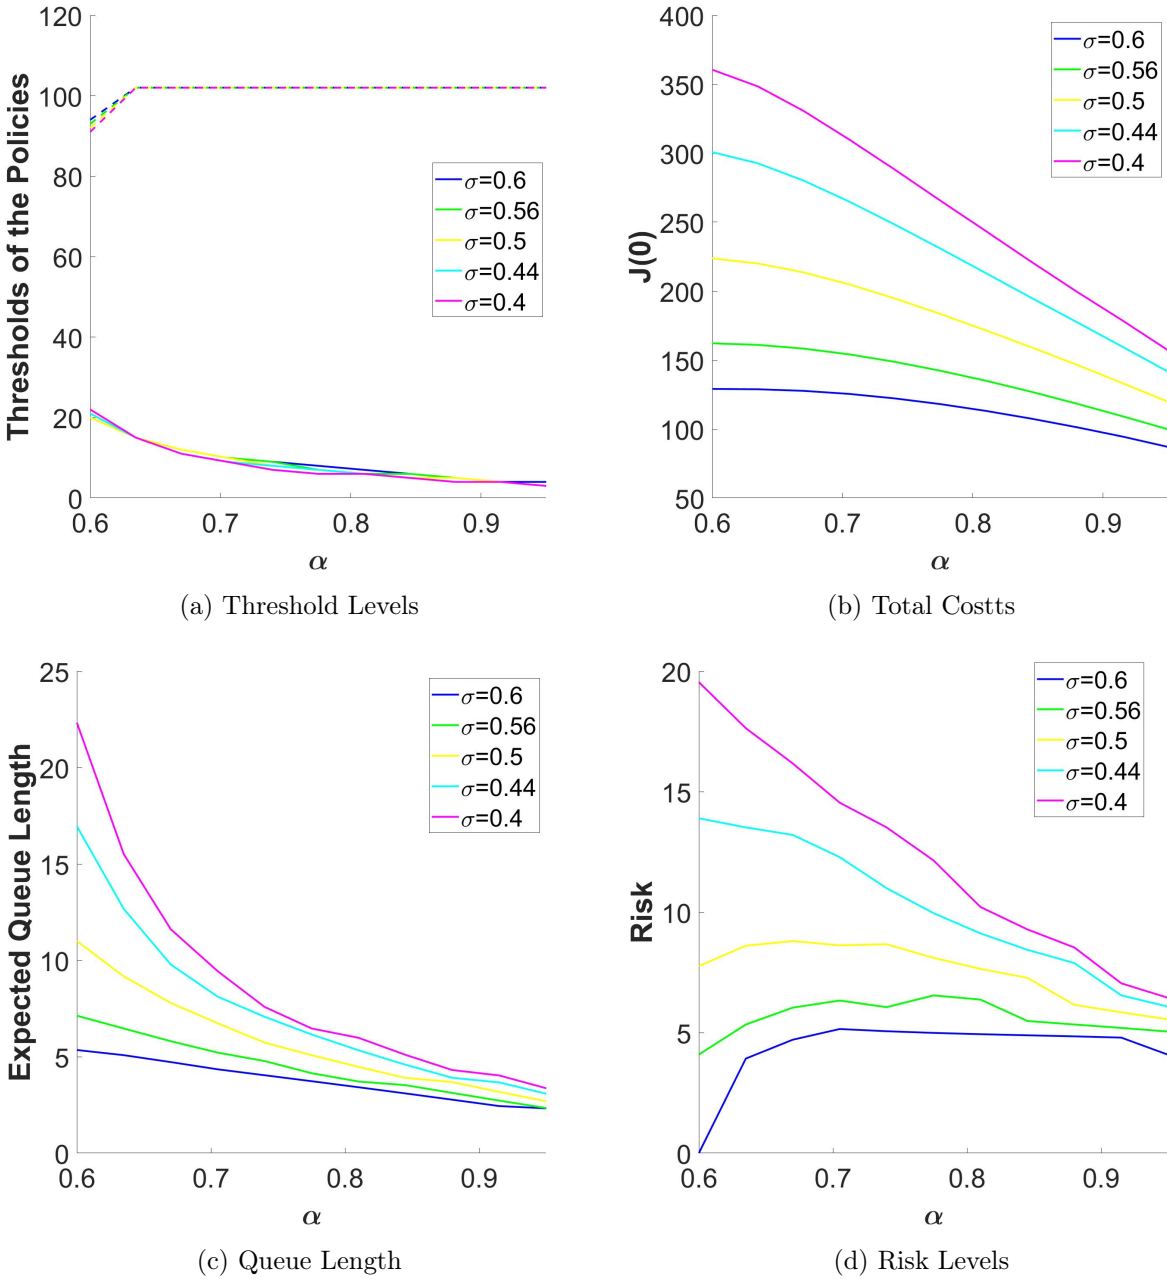 120
100
80
60
40
20
0
0.6 0.7 0.8 0.9
Thresholds of the Policies
α
σ=0.6
σ=0.56
σ=0.5
σ=0.44
σ=0.4
(a) Threshold Levels
400
350
300
250
200
150
100
50
0.6 0.7 0.8 0.9
J(0)
α
σ=0.6
σ=0.56
σ=0.5
σ=0.44
σ=0.4
(b) Total Costts
25
20
15
10
5
0
0.6 0.7 0.8 0.9
Expected Queue Length
α
σ=0.6
σ=0.56
σ=0.5
σ=0.44
σ=0.4
(c) Queue Length
20
15
10
5
0
0.6 0.7 0.8 0.9
Risk
α
σ=0.6
σ=0.56
σ=0.5
σ=0.44
σ=0.4
(d) Risk Levels